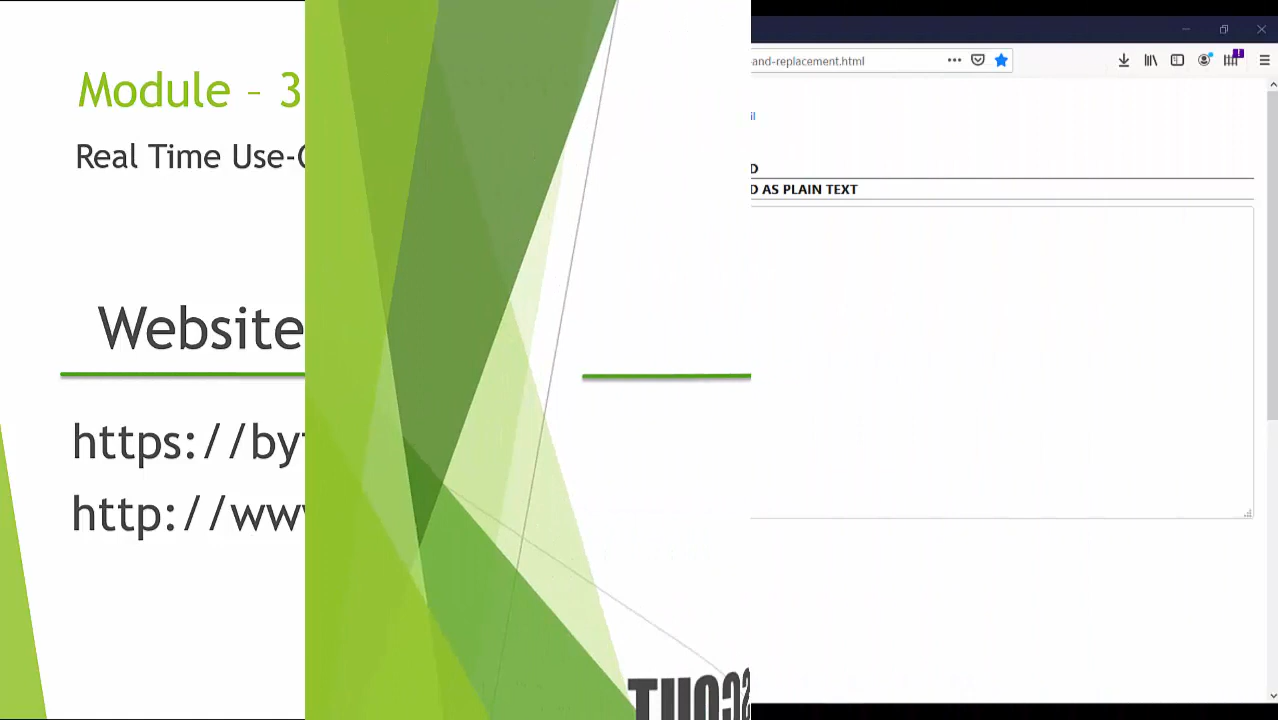 Module – 3
Real Time Use-
Website
https://by
http://ww
and-replacement.html
AS PLAIN TEXT